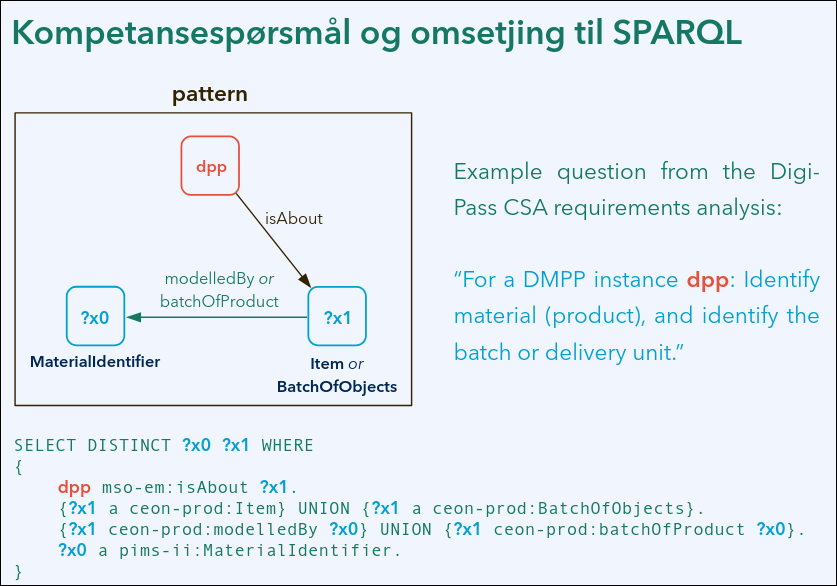 Kompetansespørsmål og omsetjing til SPARQL
pattern
dpp
isAbout
modelledBy or
batchOfProduct
?x0
?x1
MaterialIdentifier
Item or
BatchOfObjects
Example question from the Digi-
Pass CSA requirements analysis:
“For a DMPP instance dpp: Identify
material (product), and identify the
batch or delivery unit.”
SELECT DISTINCT ?x0 ?x1 WHERE
{
dpp mso-em:isAbout ?x1.
{?x1 a ceon-prod:Item} UNION {?x1 a ceon-prod:BatchOfObjects}.
{?x1 ceon-prod:modelledBy ?x0} UNION {?x1 ceon-prod:batchOfProduct ?x0}.
?x0 a pims-ii:MaterialIdentifier.
}